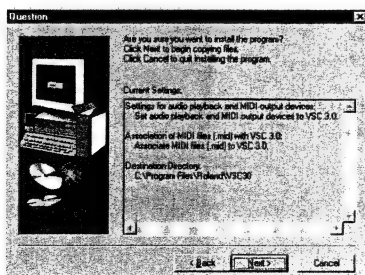 Question
Are you sure you want to install the program?
Click Next to begin copying files.
Click Cancel to quit installing the program.
Current Settings:
Settings for audio playback and MIDI output devices:
Set audio playback and MIDI output devices to VSC 3.0.
Association of MIDI files (.mid) with VSC 3.0:
Associate MIDI files (.mid) to VSC 3.0.
Destination Directory:
C:\Program Files\Roland\VSC30
< Back
Next >
Cancel